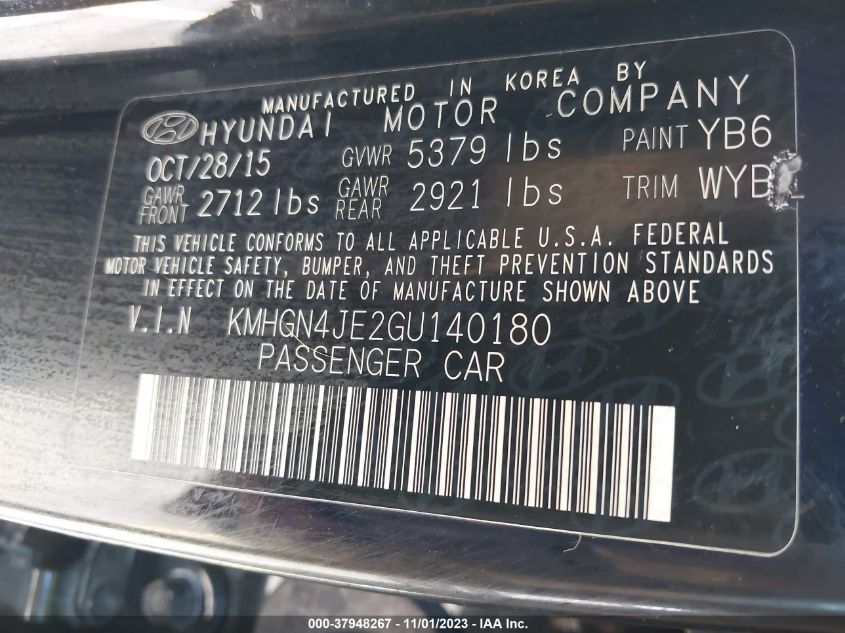 MANUFACTURED IN KOREA BY
HYUNDAI MOTOR COMPANY
OCT/28/15 GVWR 5379 lbs PAINT YB6
GAWR FRONT 2712 lbs GAWR REAR 2921 lbs TRIM WYB
THIS VEHICLE CONFORMS TO ALL APPLICABLE U.S.A. FEDERAL
MOTOR VEHICLE SAFETY, BUMPER, AND THEFT PREVENTION STANDARDS
IN EFFECT ON THE DATE OF MANUFACTURE SHOWN ABOVE
V.I.N KMHGN4JE2GU140180
PASSENGER CAR
000-37948267 - 11/01/2023 - IAA Inc.